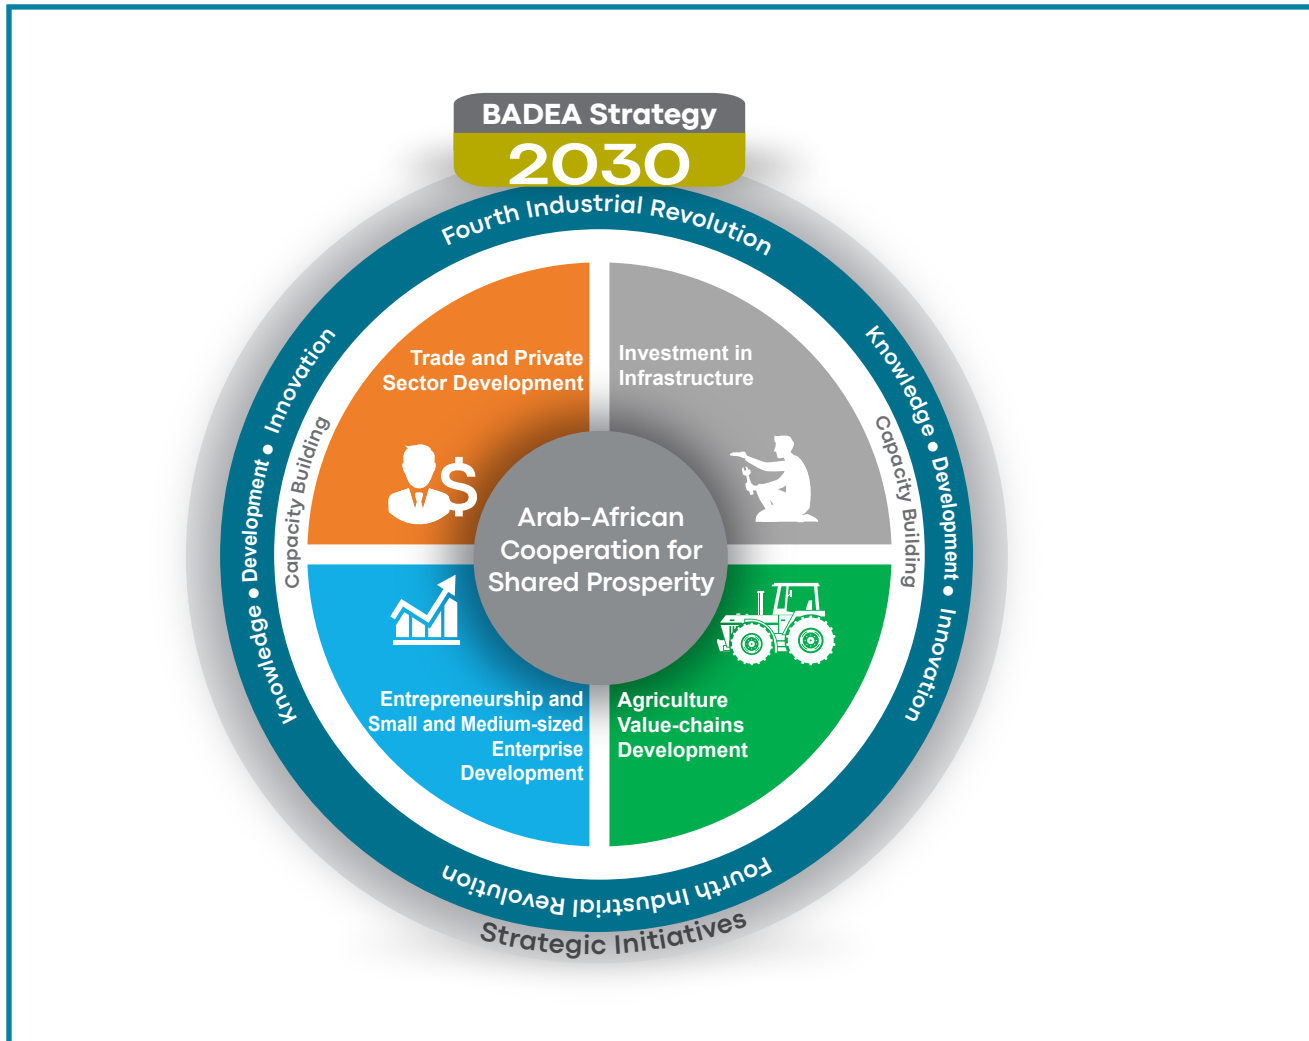 BADEA Strategy
2030
Fourth Industrial Revolution
Knowledge ● Development ● Innovation
Capacity Building
Trade and Private
Sector Development
Investment in
Infrastructure
Capacity Building
Knowledge ● Development ● Innovation
Arab-African
Cooperation for
Shared Prosperity
Entrepreneurship and
Small and Medium-sized
Enterprise
Development
Agriculture
Value-chains
Development
Fourth Industrial Revolution
Strategic Initiatives